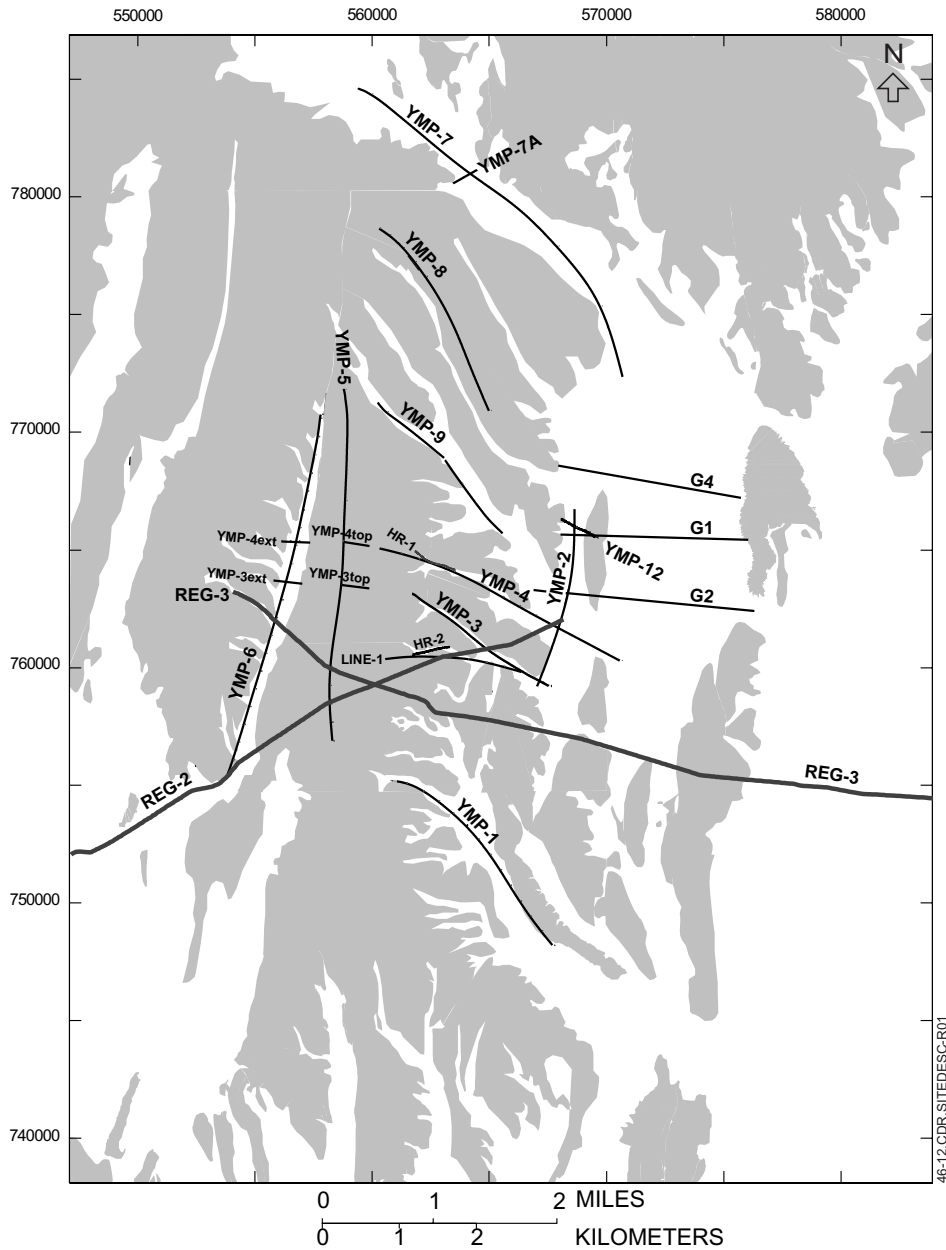 550000
560000
570000
580000
N
YMP-7
YMP-7A
780000
YMP-8
YMP-5
770000
YMP-9
G4
YMP-4ext
YMP-4top
HR-1
G1
YMP-12
YMP-2
YMP-3ext
YMP-3top
YMP-4
G2
REG-3
YMP-3
HR-2
760000
LINE-1
YMP-6
REG-2
REG-3
YMP-1
750000
740000
46-12.CDR.SITEDESC-R01
0 1 2 MILES
0 1 2 KILOMETERS